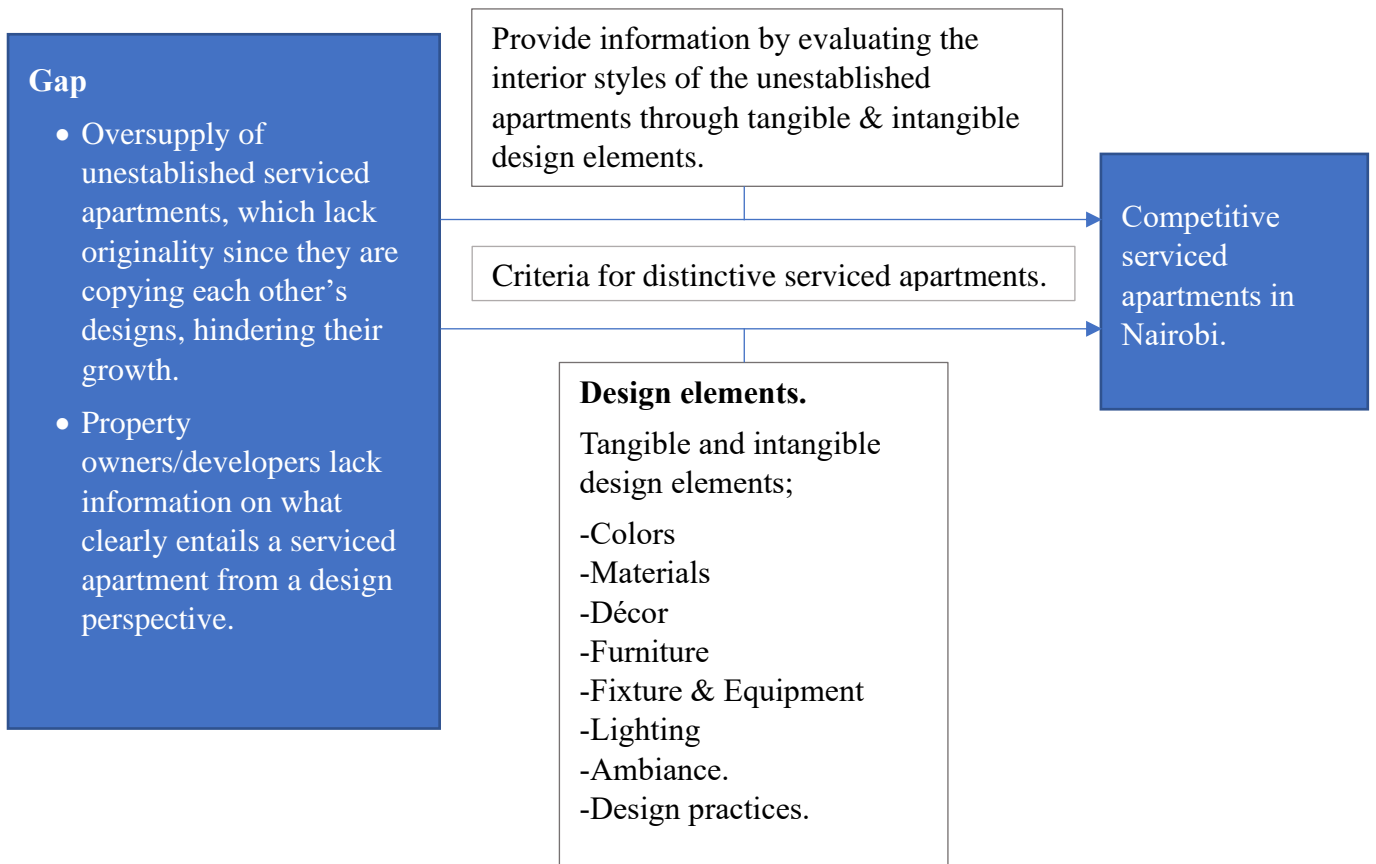 Gap
• Oversupply of
unestablished serviced
apartments, which lack
originality since they are
copying each other’s
designs, hindering their
growth.
• Property
owners/developers lack
information on what
clearly entails a serviced
apartment from a design
perspective.
Provide information by evaluating the
interior styles of the unestablished
apartments through tangible & intangible
design elements.
Criteria for distinctive serviced apartments.
Design elements.
Tangible and intangible
design elements;
-Colors
-Materials
-Décor
-Furniture
-Fixture & Equipment
-Lighting
-Ambiance.
-Design practices.
Competitive
serviced
apartments in
Nairobi.